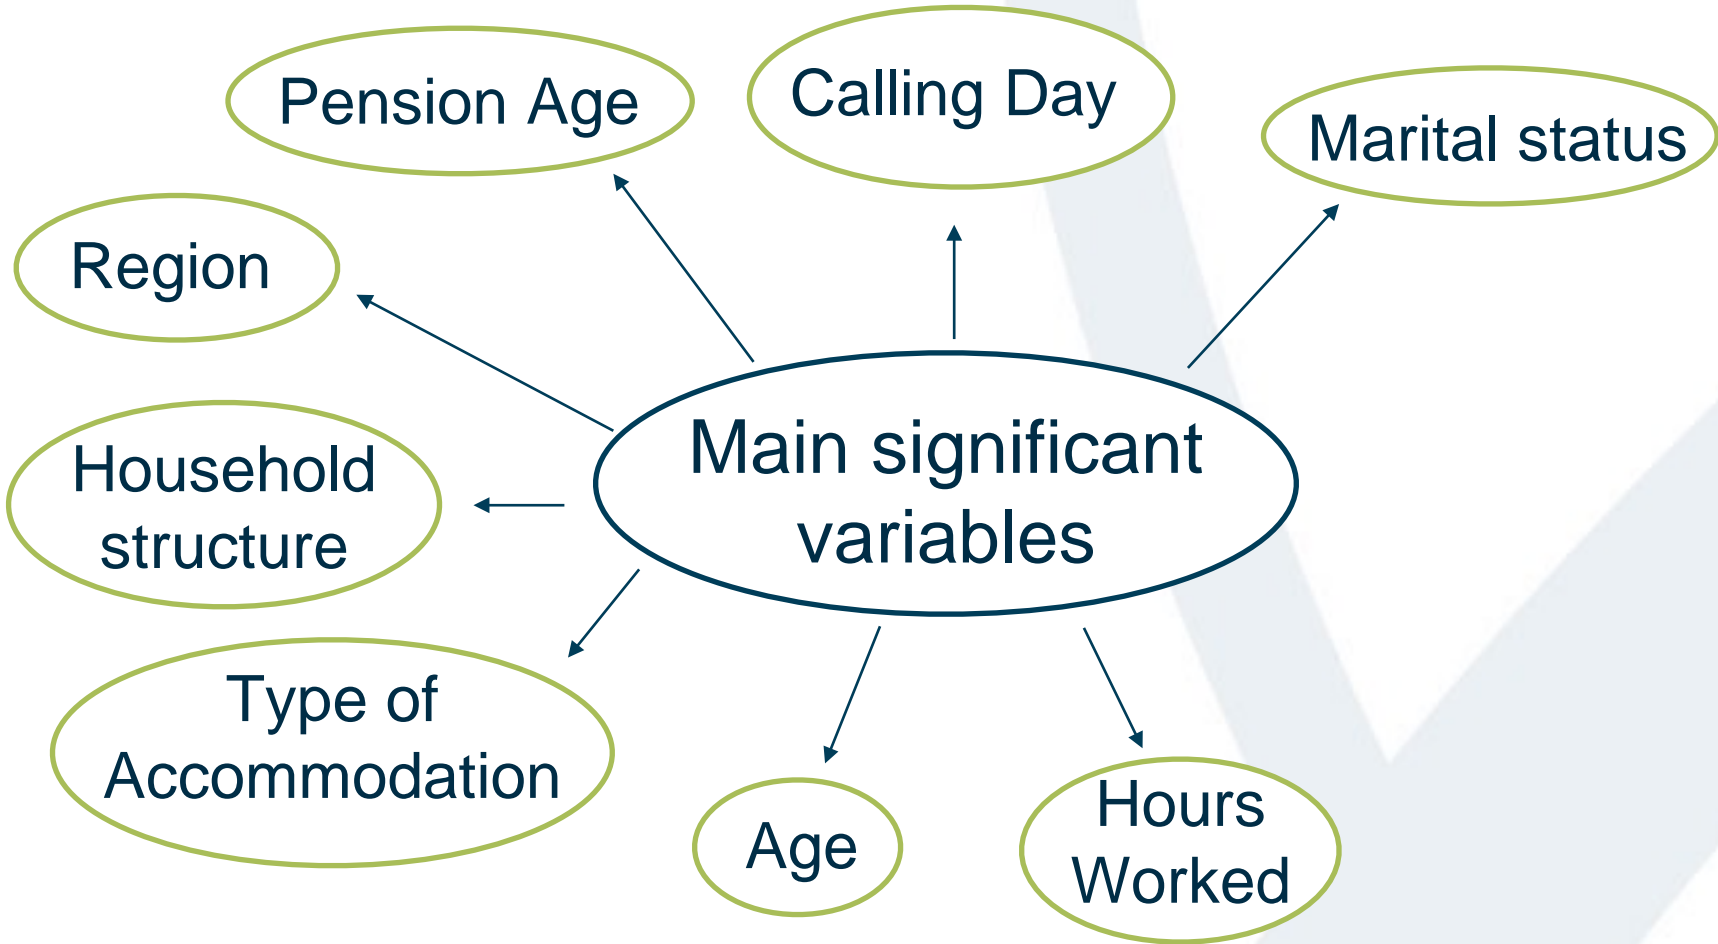 Pension Age
Calling Day
Marital status
Region
Main significant
variables
Household
structure
Type of
Accommodation
Age
Hours
Worked